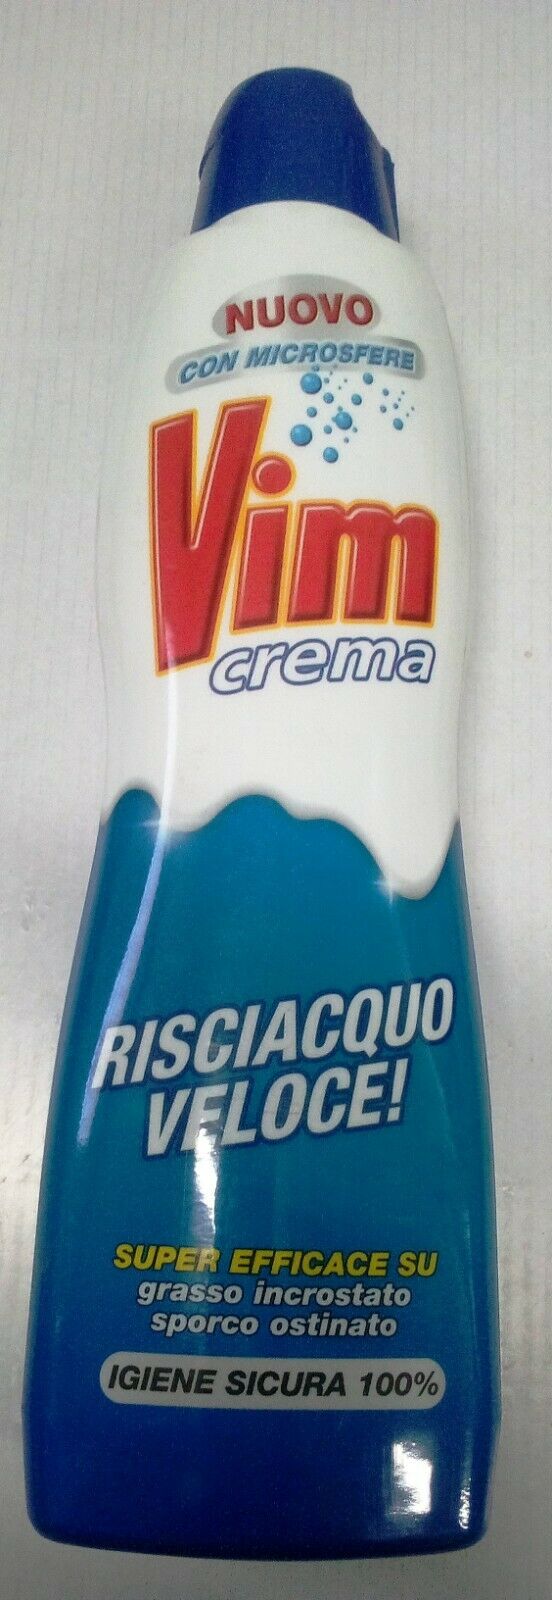 NUOVO
CON MICROSFERE
Vim
crema
RISCIACQUO
VELOCE!
SUPER EFFICACE SU
grasso incrostato
sporco ostinato
IGIENE SICURA 100%